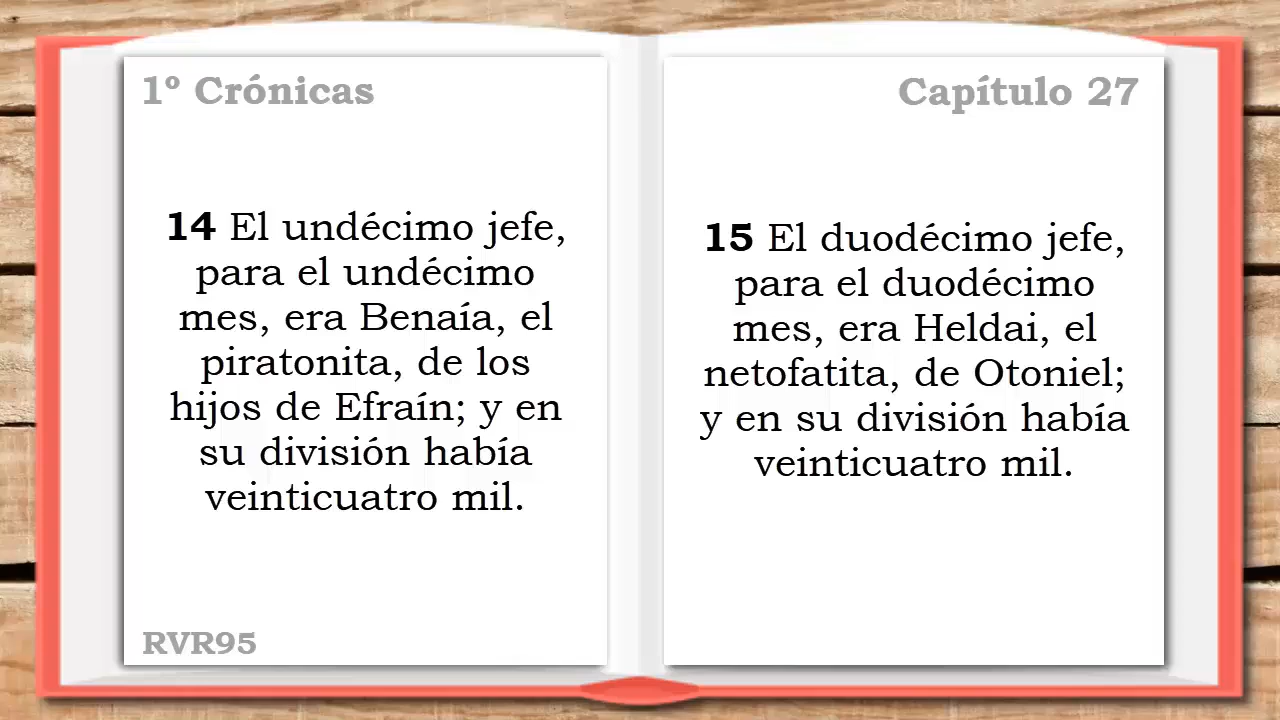 1º Crónicas
14 El undécimo jefe,
para el undécimo
mes, era Benaía, el
piratonita, de los
hijos de Efraín; y en
su división había
veinticuatro mil.
RVR95
Capítulo 27
15 El duodécimo jefe,
para el duodécimo
mes, era Heldai, el
netofatita, de Otoniel;
y en su división había
veinticuatro mil.